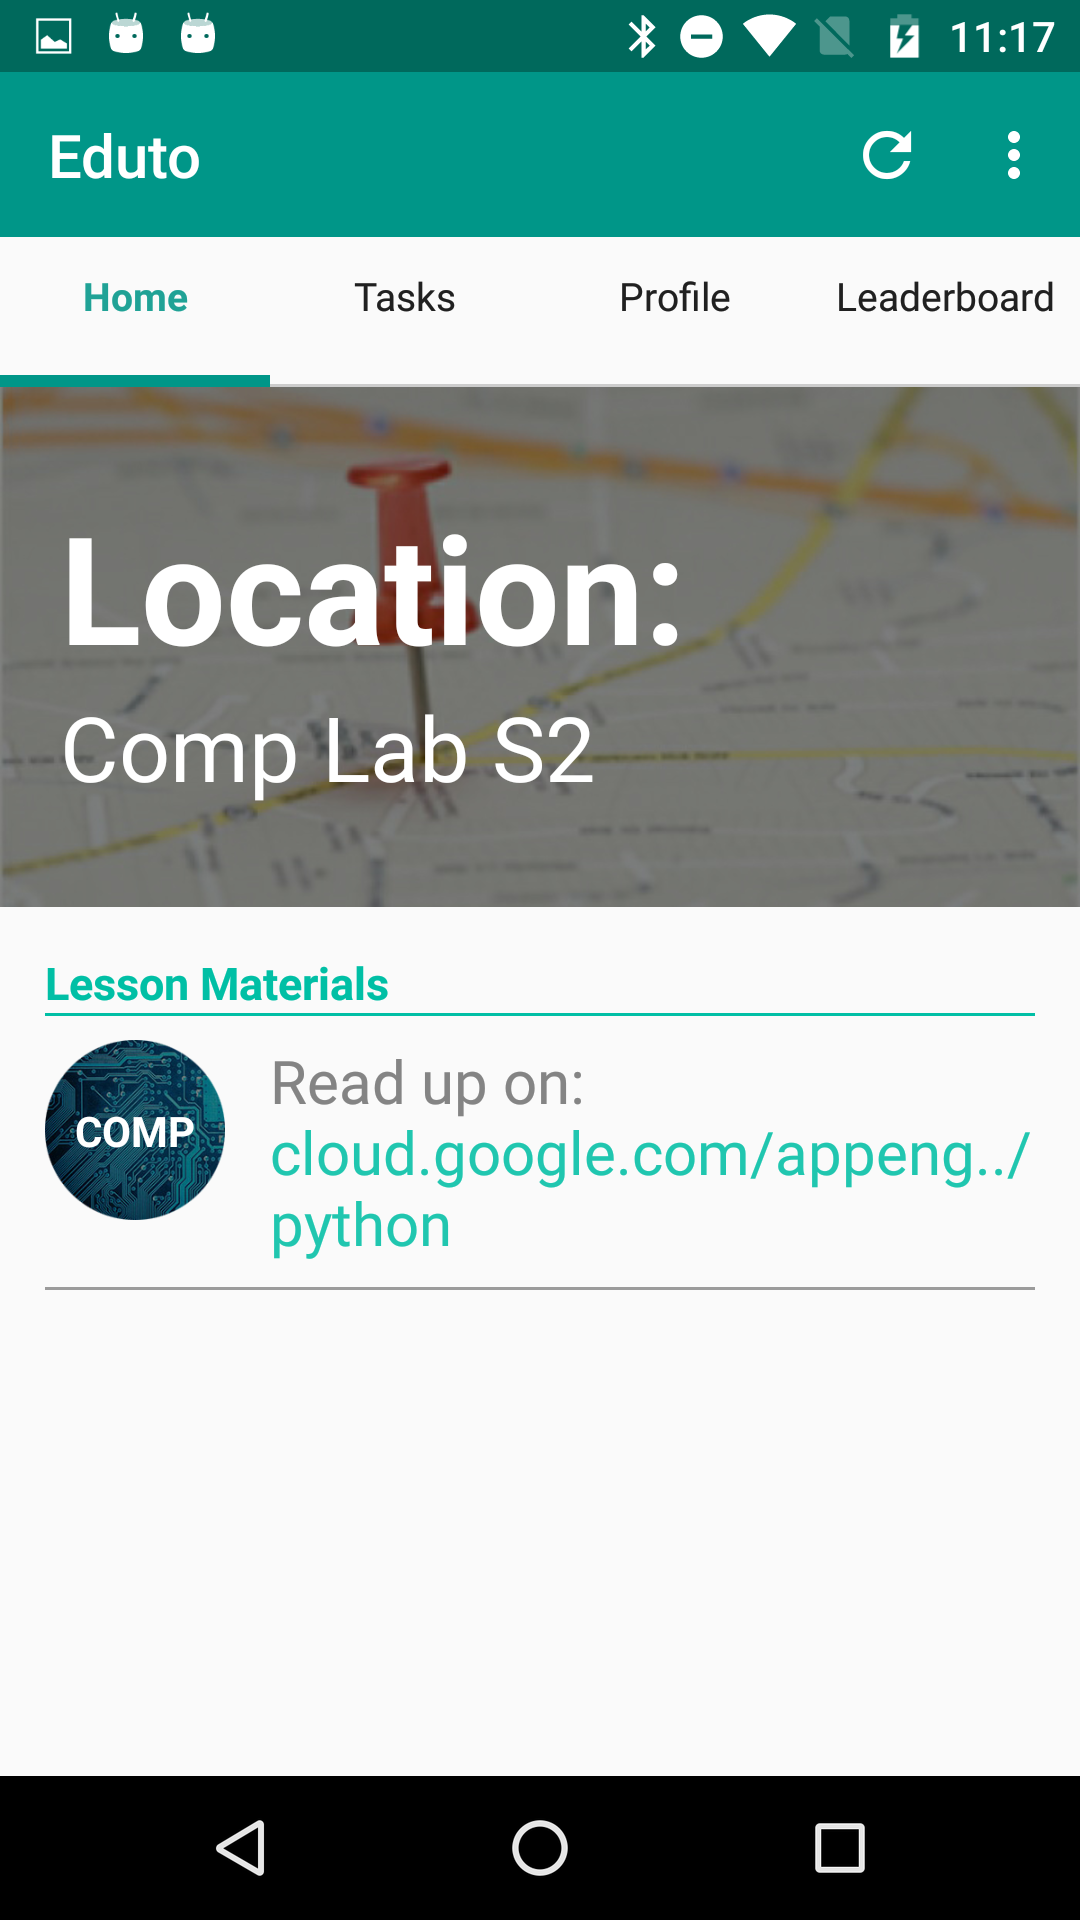 11:17
Eduto
Home Tasks Profile Leaderboard
Location:
Comp Lab S2
Lesson Materials
COMP
Read up on:
cloud.google.com/appeng../
python